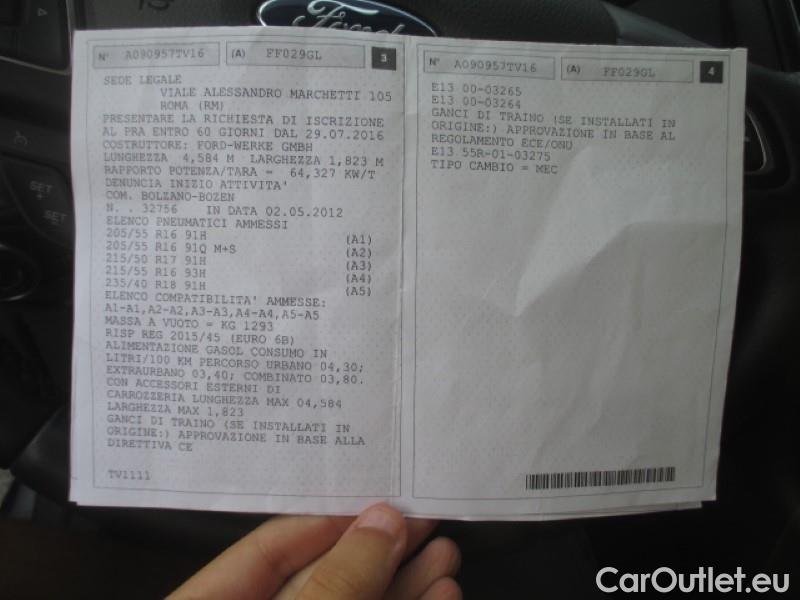 Ford
N° A090957TV16 (A) FF029GL 3
SEDE LEGALE
VIALE ALESSANDRO MARCHETTI 105
ROMA (RM)
PRESENTARE LA RICHIESTA DI ISCRIZIONE
AL PRA ENTRO 60 GIORNI DAL 29.07.2016
COSTRUTTORE: FORD-WERKE GMBH
LUNGHEZZA 4,584 M LARGHEZZA 1,823 M
RAPPORTO POTENZA/TARA = 64,327 KW/T
DENUNCIA INIZIO ATTIVITA'
COM. BOLZANO-BOZEN
N. . 32756 IN DATA 02.05.2012
ELENCO PNEUMATICI AMMESSI
205/55 R16 91H (A1)
205/55 R16 91Q M+S (A2)
215/50 R17 91H (A3)
215/55 R16 93H (A4)
235/40 R18 91H (A5)
ELENCO COMPATIBILITA' AMMESSE:
A1-A1,A2-A2,A3-A3,A4-A4,A5-A5
MASSA A VUOTO = KG 1293
RISP REG 2015/45 (EURO 6B)
ALIMENTAZIONE GASOL CONSUMO IN
LITRI/100 KM PERCORSO URBANO 04,30;
EXTRAURBANO 03,40; COMBINATO 03,80.
CON ACCESSORI ESTERNI DI
CARROZZERIA LUNGHEZZA MAX 04,584
LARGHEZZA MAX 1,823
GANCI DI TRAINO (SE INSTALLATI IN
ORIGINE:) APPROVAZIONE IN BASE ALLA
DIRETTIVA CE
TV1111
N° A090957TV16 (A) FF029GL 4
E13 00-03265
E13 00-03264
GANCI DI TRAINO (SE INSTALLATI IN
ORIGINE:) APPROVAZIONE IN BASE AL
REGOLAMENTO ECE/ONU
E13 55R-01-03275
TIPO CAMBIO = MEC
SET
+
SET
CarOutlet.eu